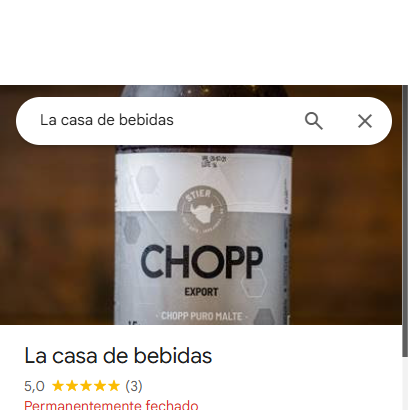 La casa de bebidas
STIER
CHOPP
EXPORT
- CHOPP PURO MALTE -
La casa de bebidas
5,0 (3)
Permanentemente fechado